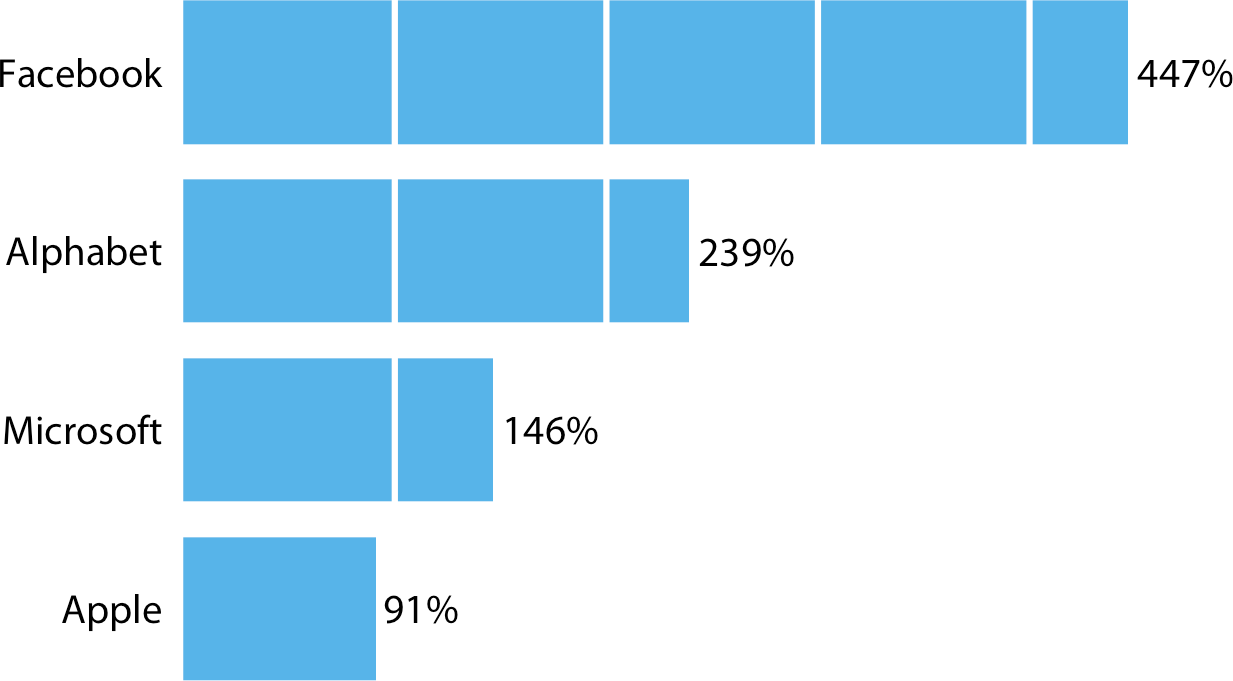 Facebook 447%
Alphabet 239%
Microsoft 146%
Apple 91%